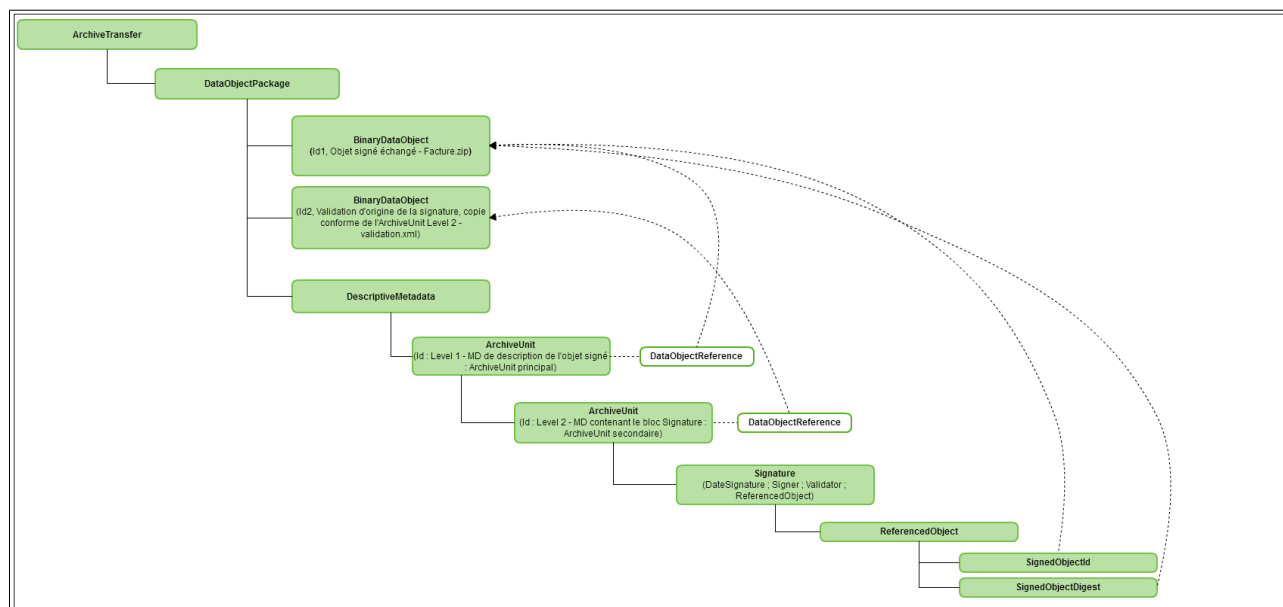 ArchiveTransfer
DataObjectPackage
BinaryDataObject
(Id1, Objet signé échangé - Facture.zip)
BinaryDataObject
(Id2, Validation d'origine de la signature, copie
conforme de l'ArchiveUnit Level 2 -
validation.xml)
DescriptiveMetadata
ArchiveUnit
(Id : Level 1 - MD de description de l'objet signé
: ArchiveUnit principal)
DataObjectReference
ArchiveUnit
(Id : Level 2 - MD contenant le bloc Signature :
ArchiveUnit secondaire)
DataObjectReference
Signature
(DateSignature ; Signer ; Validator ;
ReferencedObject)
ReferencedObject
SignedObjectId
SignedObjectDigest